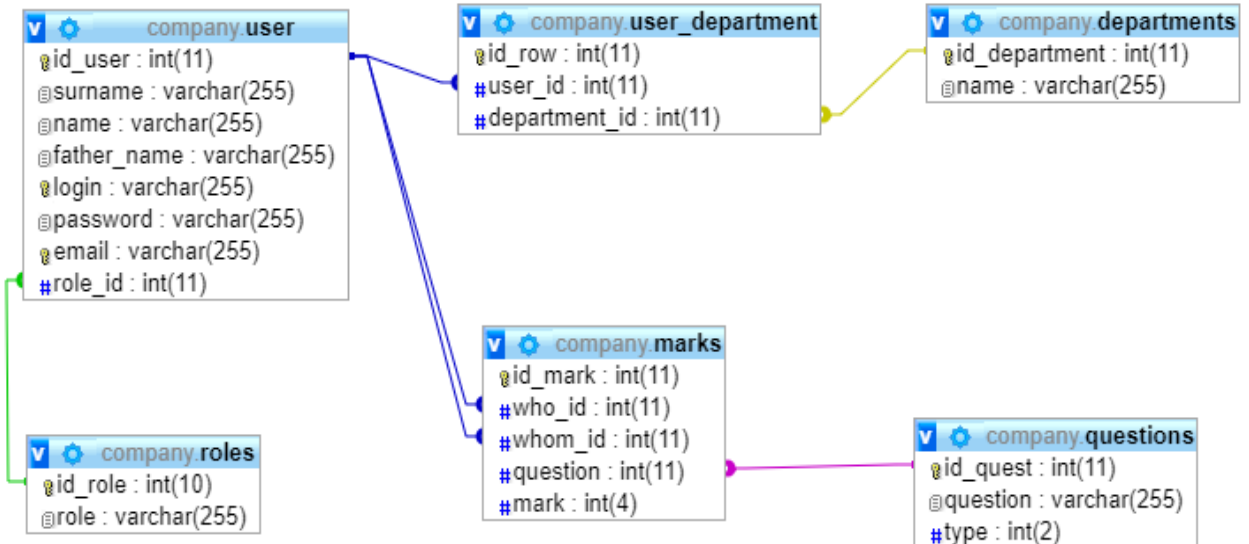 v company.user
id_user : int(11)
surname : varchar(255)
name : varchar(255)
father_name : varchar(255)
login : varchar(255)
password : varchar(255)
email : varchar(255)
#role_id : int(11)
v company.user_department
id_row : int(11)
#user_id : int(11)
#department_id : int(11)
v company.departments
id_department : int(11)
name : varchar(255)
v company.marks
id_mark : int(11)
#who_id : int(11)
#whom_id : int(11)
#question : int(11)
#mark : int(4)
v company.roles
id_role : int(10)
role : varchar(255)
v company.questions
id_quest : int(11)
question : varchar(255)
#type : int(2)